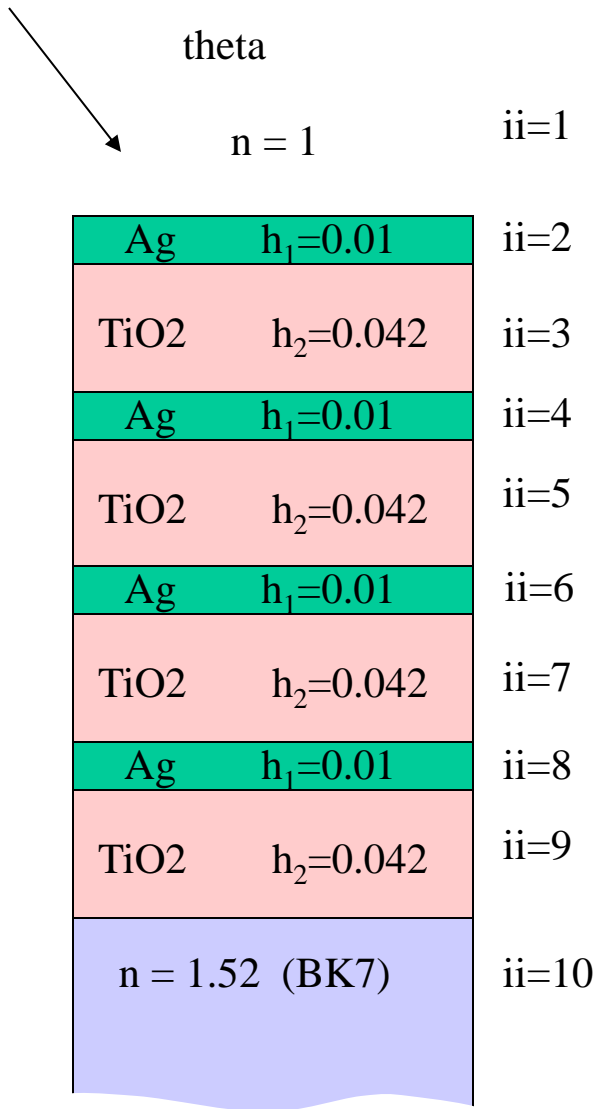 theta
n = 1 ii=1
Ag h₁=0.01 ii=2
TiO2 h₂=0.042 ii=3
Ag h₁=0.01 ii=4
TiO2 h₂=0.042 ii=5
Ag h₁=0.01 ii=6
TiO2 h₂=0.042 ii=7
Ag h₁=0.01 ii=8
TiO2 h₂=0.042 ii=9
n = 1.52 (BK7) ii=10